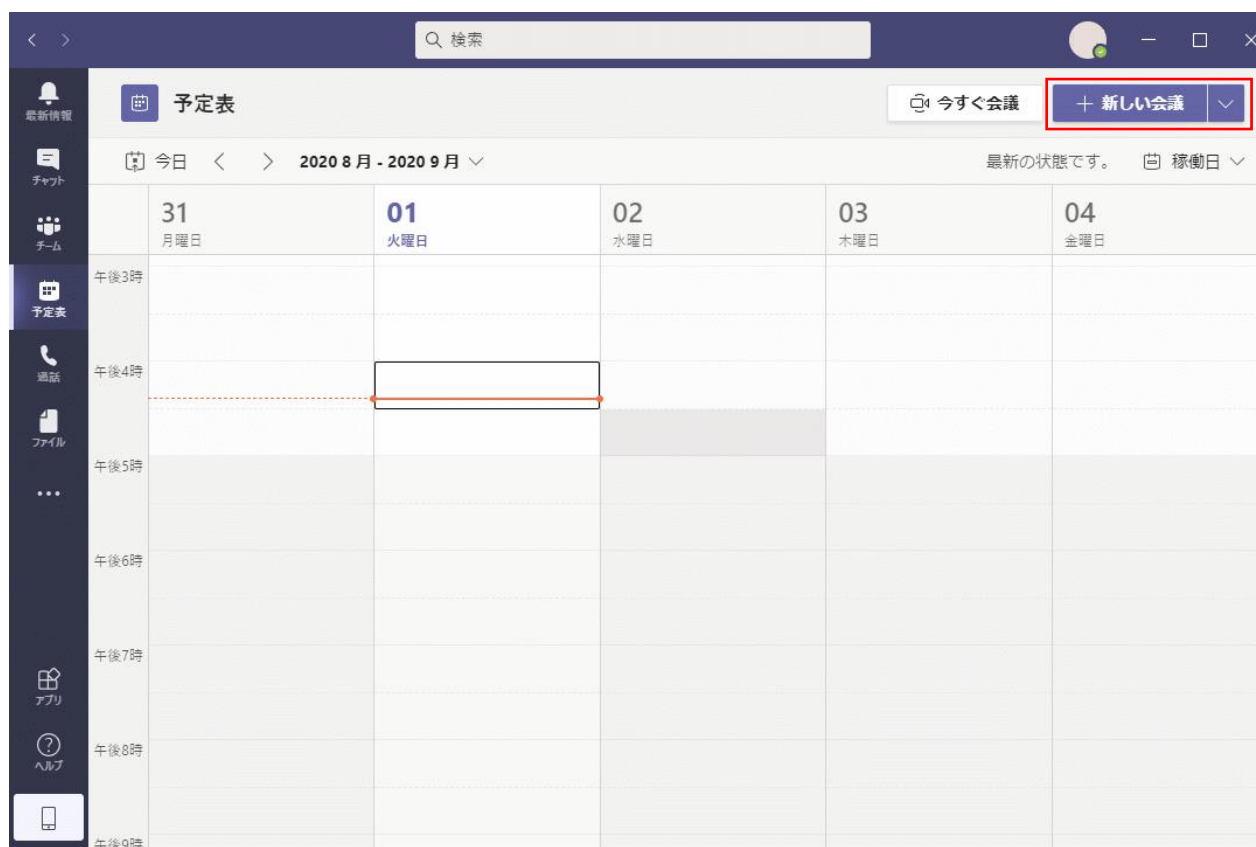 検索
最新情報
チャット
チーム
予定表
通話
ファイル
アプリ
ヘルプ
予定表
今すぐ会議
新しい会議
今日
2020 8 月 - 2020 9 月
最新の状態です。
稼働日
31
月曜日
01
火曜日
02
水曜日
03
木曜日
04
金曜日
午後3時
午後4時
午後5時
午後6時
午後7時
午後8時
午後9時